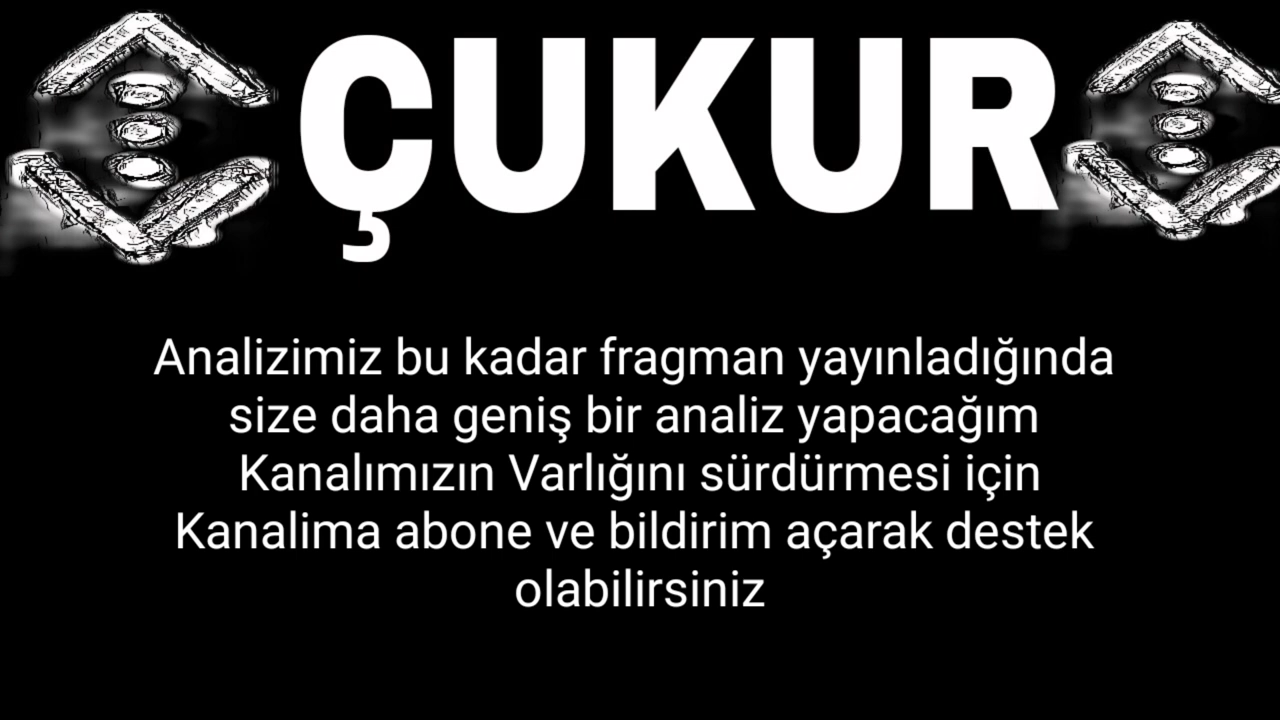 ÇUKUR
Analizimiz bu kadar fragman yayınladığında
size daha geniş bir analiz yapacağım
Kanalımızın Varlığını sürdürmesi için
Kanalima abone ve bildirim açarak destek
olabilirsiniz